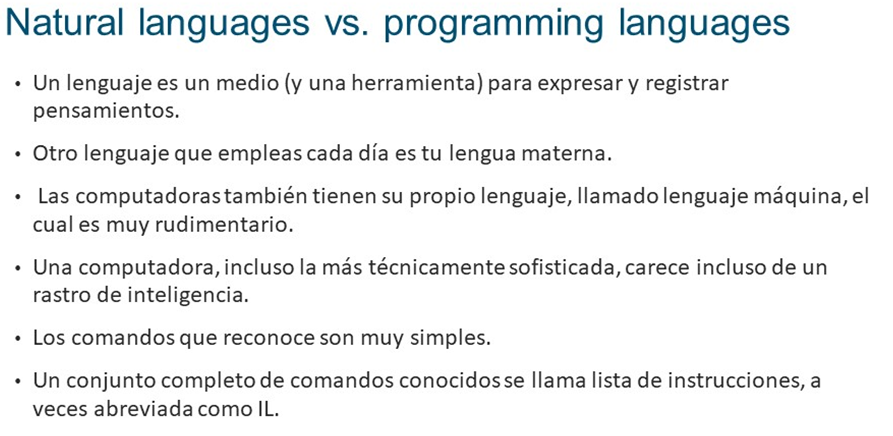 Natural languages vs. programming languages
• Un lenguaje es un medio (y una herramienta) para expresar y registrar
pensamientos.
• Otro lenguaje que empleas cada día es tu lengua materna.
• Las computadoras también tienen su propio lenguaje, llamado lenguaje máquina, el
cual es muy rudimentario.
• Una computadora, incluso la más técnicamente sofisticada, carece incluso de un
rastro de inteligencia.
• Los comandos que reconoce son muy simples.
• Un conjunto completo de comandos conocidos se llama lista de instrucciones, a
veces abreviada como IL.